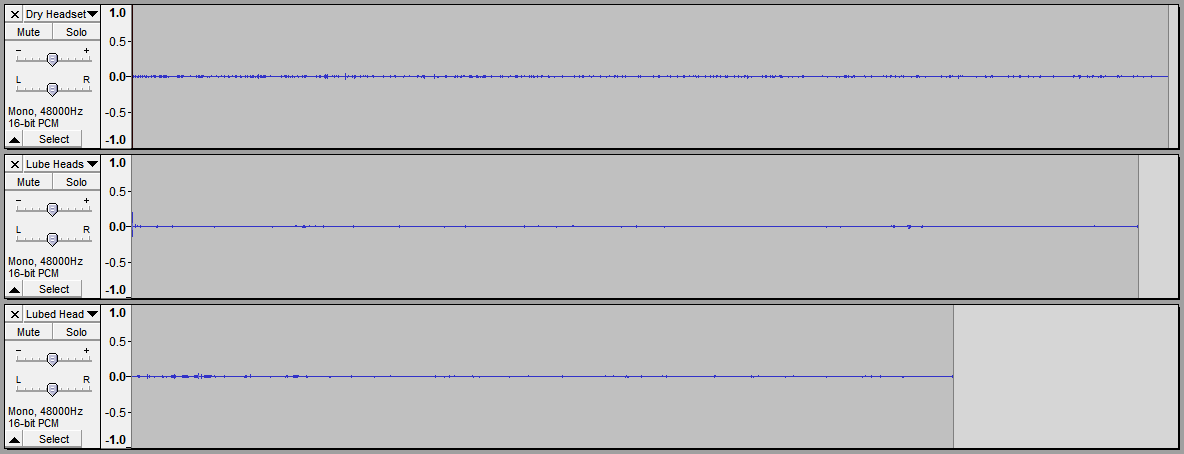 Dry Headset
Mute Solo
- +
L R
Mono, 48000Hz
16-bit PCM
Select
1.0
0.5-
0.0-
-0.5-
-1.0
Lube Heads
Mute Solo
- +
L R
Mono, 48000Hz
16-bit PCM
Select
1.0
0.5-
0.0-
-0.5-
-1.0
Lubed Head
Mute Solo
- +
L R
Mono, 48000Hz
16-bit PCM
Select
1.0
0.5-
0.0-
-0.5-
-1.0